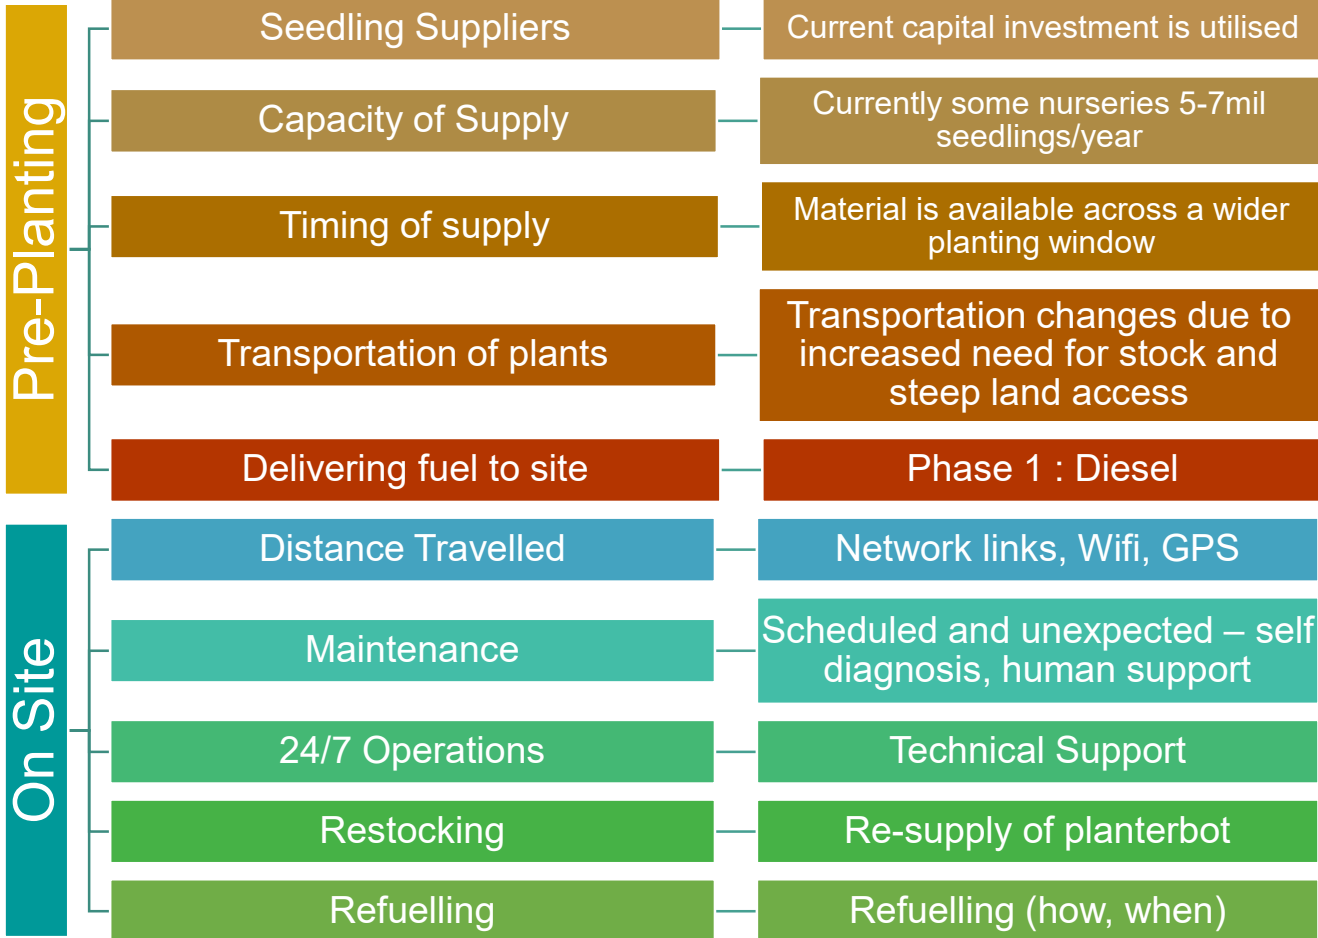 Pre-Planting
Seedling Suppliers
Current capital investment is utilised
Capacity of Supply
Currently some nurseries 5-7mil
seedlings/year
Timing of supply
Material is available across a wider
planting window
Transportation of plants
Transportation changes due to
increased need for stock and
steep land access
Delivering fuel to site
Phase 1 : Diesel
On Site
Distance Travelled
Network links, Wifi, GPS
Maintenance
Scheduled and unexpected – self
diagnosis, human support
24/7 Operations
Technical Support
Restocking
Re-supply of planterbot
Refuelling
Refuelling (how, when)